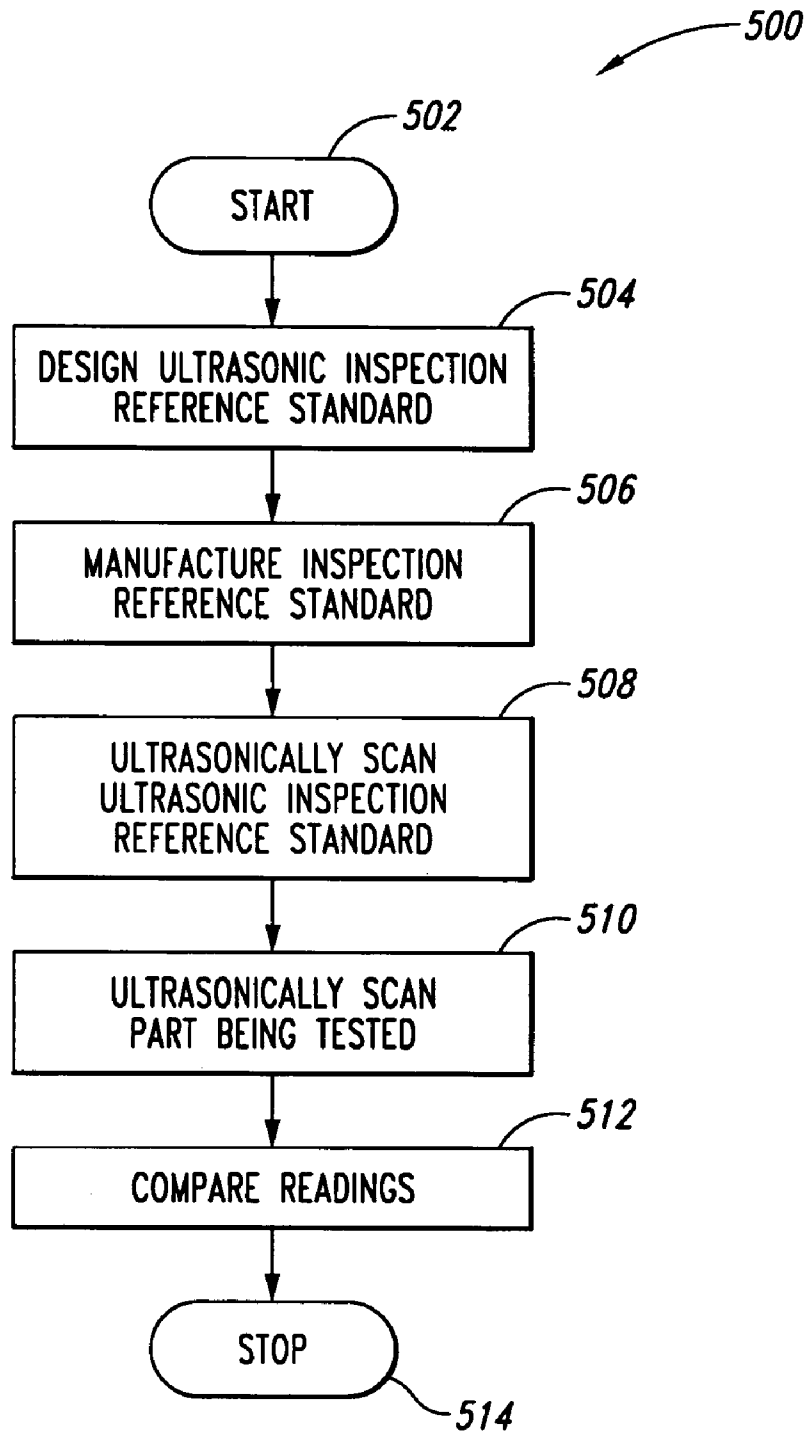 500
502
START
504
DESIGN ULTRASONIC INSPECTION
REFERENCE STANDARD
506
MANUFACTURE INSPECTION
REFERENCE STANDARD
508
ULTRASONICALLY SCAN
ULTRASONIC INSPECTION
REFERENCE STANDARD
510
ULTRASONICALLY SCAN
PART BEING TESTED
512
COMPARE READINGS
STOP
514